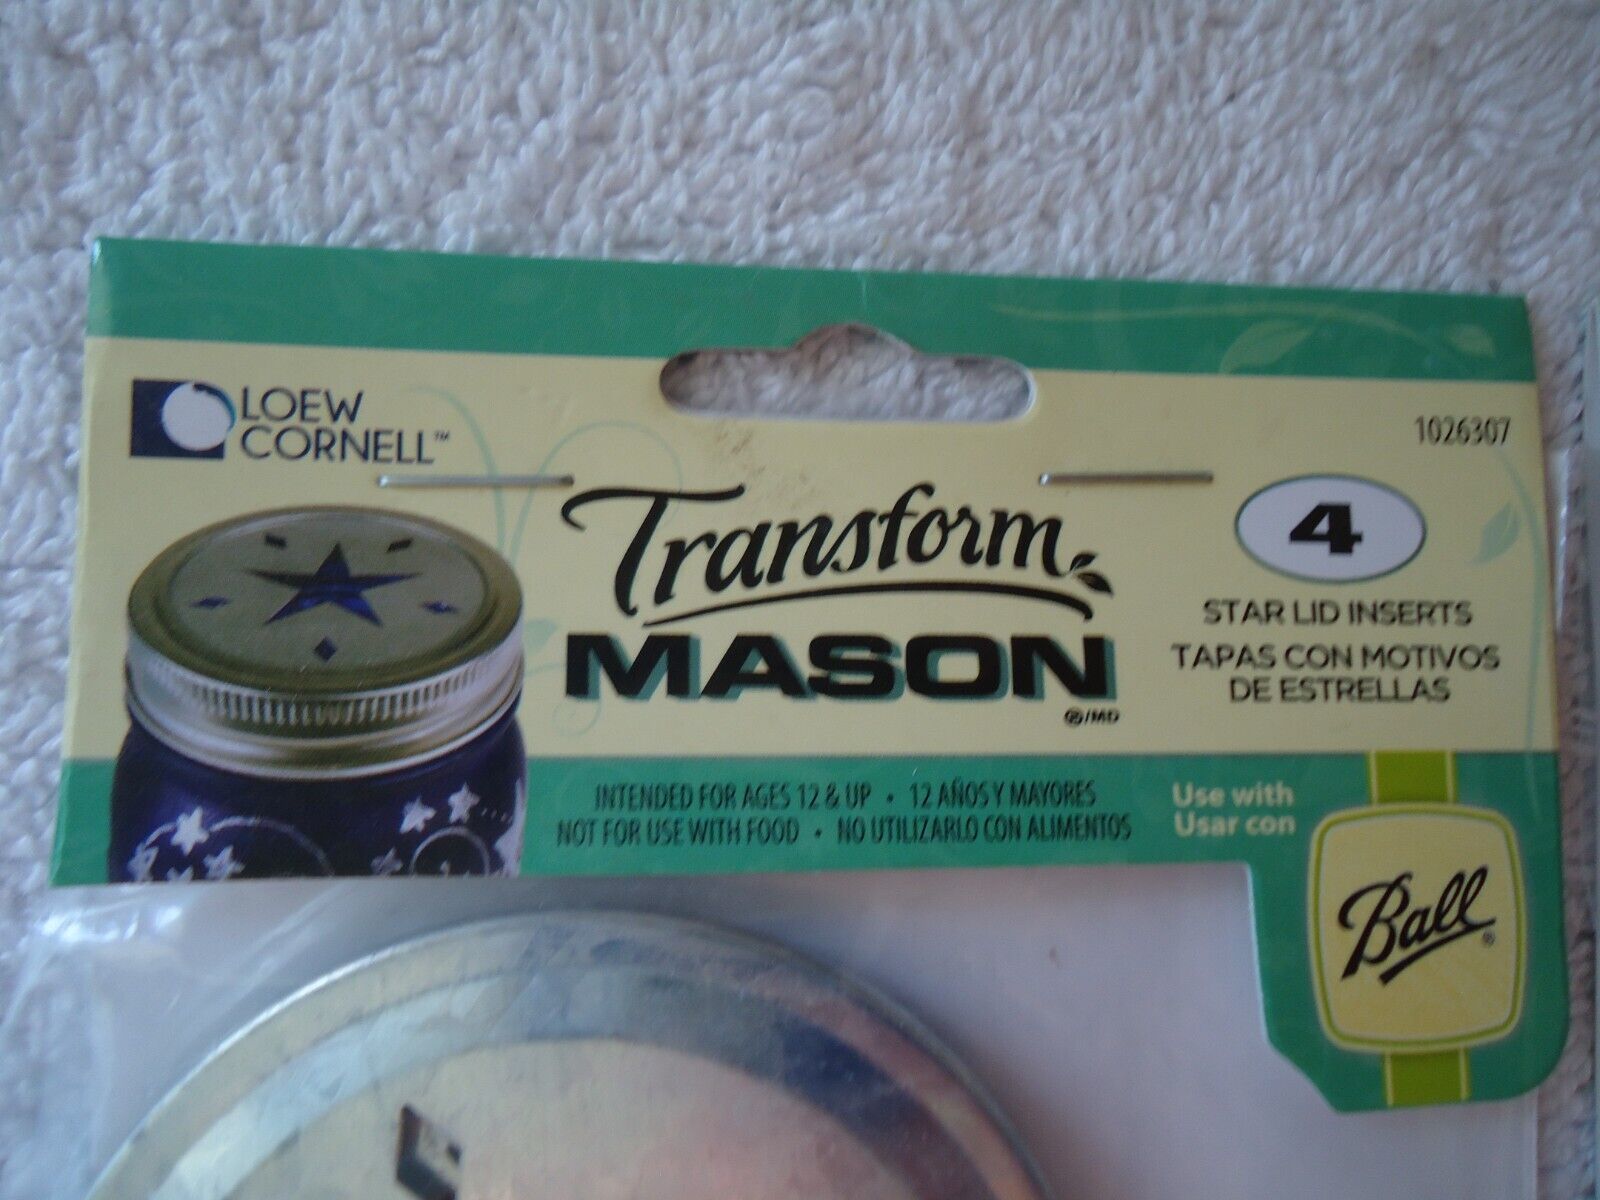 LOEW
CORNELL™
1026307
Transform
MASON
®/MD
4
STAR LID INSERTS
TAPAS CON MOTIVOS
DE ESTRELLAS
INTENDED FOR AGES 12 & UP • 12 AÑOS Y MAYORES
NOT FOR USE WITH FOOD • NO UTILIZARLO CON ALIMENTOS
Use with
Usar con
Ball®